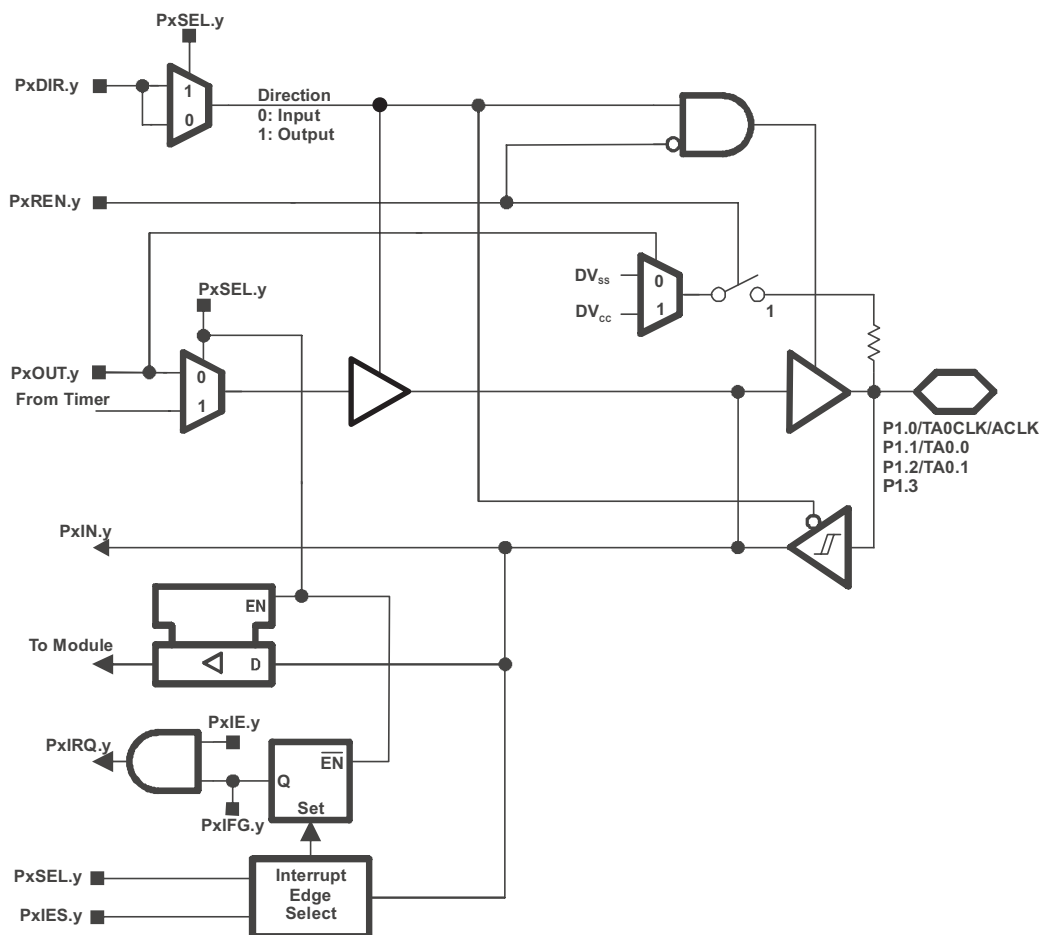 PxSEL.y
PxDIR.y
1
0
Direction
0: Input
1: Output
PxREN.y
PxSEL.y
DVss
0
DVcc
1
1
PxOUT.y
0
From Timer
1
P1.0/TA0CLK/ACLK
P1.1/TA0.0
P1.2/TA0.1
P1.3
PxIN.y
EN
To Module
D
PxIE.y
PxIRQ.y
EN
Q
Set
PxIFG.y
PxSEL.y
PxIES.y
Interrupt
Edge
Select